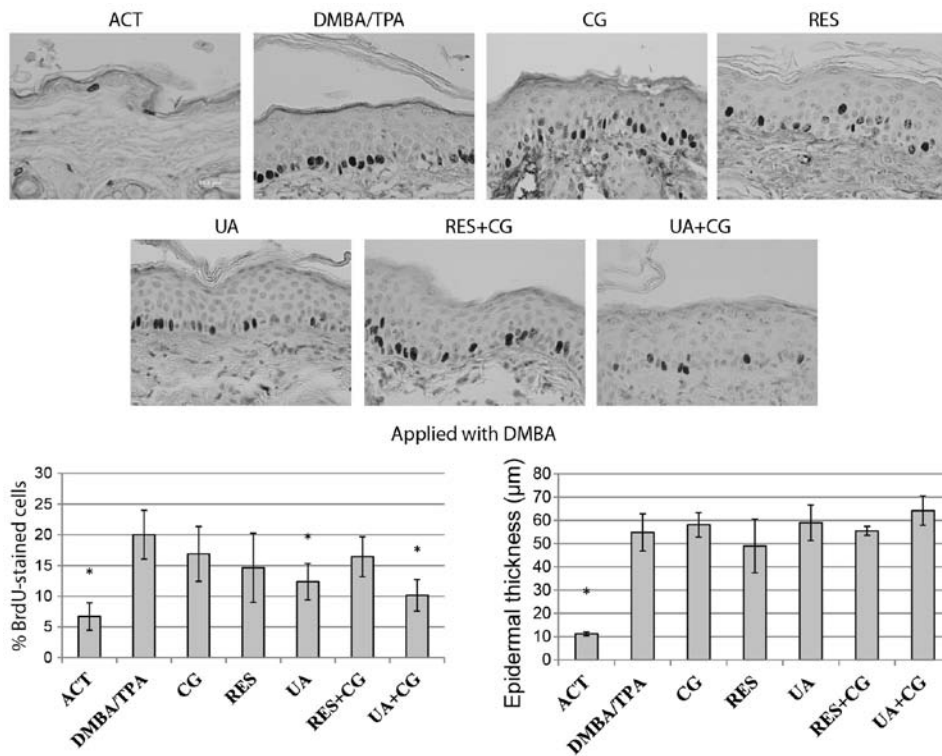 ACT DMBA/TPA CG RES
UA RES+CG UA+CG
Applied with DMBA
% BrdU-stained cells
30
25
20
15
10
5
0
* * *
ACT DMBA/TPA CG RES UA RES+CG UA+CG
Epidermal thickness (µm)
80
70
60
50
40
30
20
10
0
*
ACT DMBA/TPA CG RES UA RES+CG UA+CG